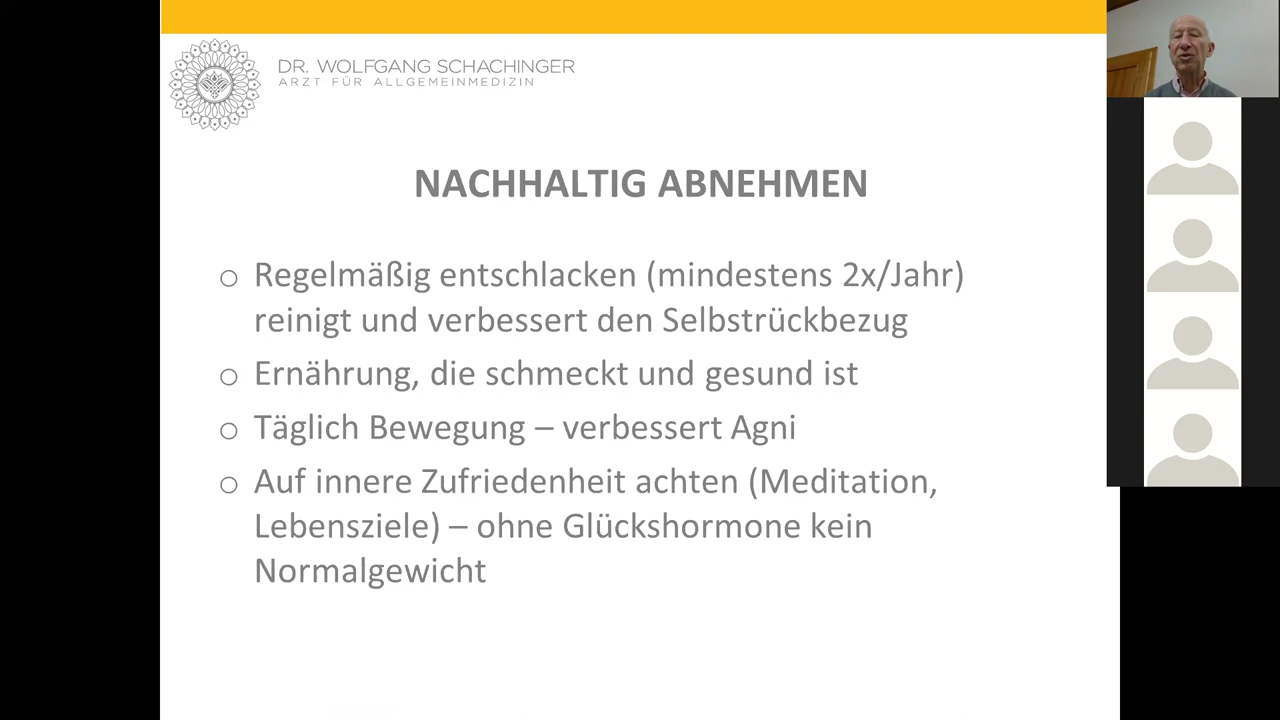 DR. WOLFGANG SCHACHINGER
ARZT FÜR ALLGEMEINMEDIZIN
NACHHALTIG ABNEHMEN
o Regelmäßig entschlacken (mindestens 2x/Jahr)
reinigt und verbessert den Selbstrückbezug
o Ernährung, die schmeckt und gesund ist
o Täglich Bewegung – verbessert Agni
o Auf innere Zufriedenheit achten (Meditation,
Lebensziele) – ohne Glückshormone kein
Normalgewicht